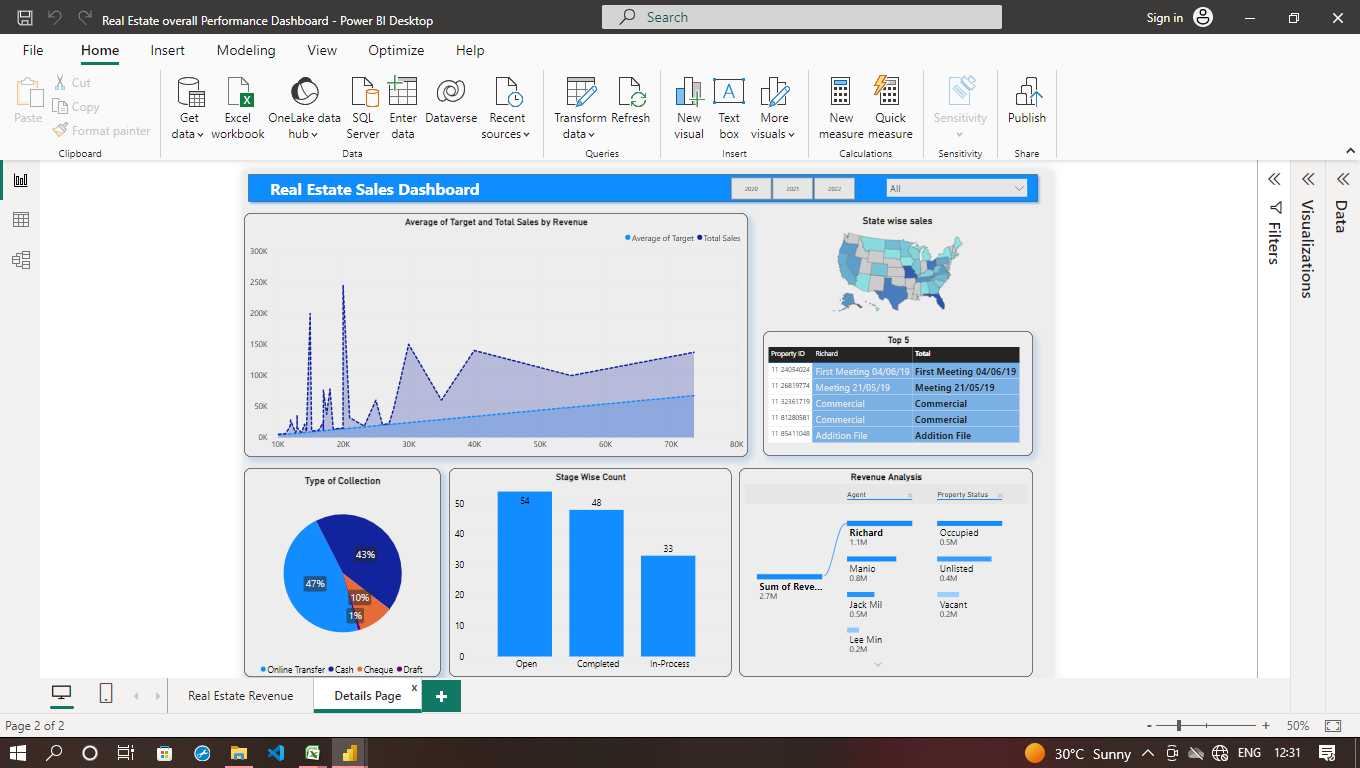 Real Estate overall Performance Dashboard - Power BI Desktop
Search
Sign in
File Home Insert Modeling View Optimize Help
Paste
Cut
Copy
Format painter
Clipboard
Get data
Excel workbook
OneLake data hub
SQL Server
Enter data
Dataverse
Recent sources
Data
Transform data
Refresh
Queries
New visual
Text box
More visuals
Insert
New measure
Quick measure
Calculations
Sensitivity
Sensitivity
Publish
Share
Real Estate Sales Dashboard
2020 2021 2022
All
Average of Target and Total Sales by Revenue
Average of Target Total Sales
300K
250K
200K
150K
100K
50K
0K
10K 20K 30K 40K 50K 60K 70K 80K
State wise sales
Top 5
Property ID Richard Total
11-24054024 First Meeting 04/06/19 First Meeting 04/06/19
11-26819774 Meeting 21/05/19 Meeting 21/05/19
11-32361719 Commercial Commercial
11-81280581 Commercial Commercial
11-85411048 Addition File Addition File
Type of Collection
43%
47%
10%
1%
Online Transfer Cash Cheque Draft
Stage Wise Count
50
40
30
20
10
0
54
48
33
Open Completed In-Process
Revenue Analysis
Agent x
Property Status x
Sum of Reve...
2.7M
Richard
1.1M
Manio
0.8M
Jack Mil
0.5M
Lee Min
0.2M
Occupied
0.5M
Unlisted
0.4M
Vacant
0.2M
Filters
Visualizations
Data
Real Estate Revenue
Details Page x
+
Page 2 of 2
- + 50%
30°C Sunny
ENG
12:31